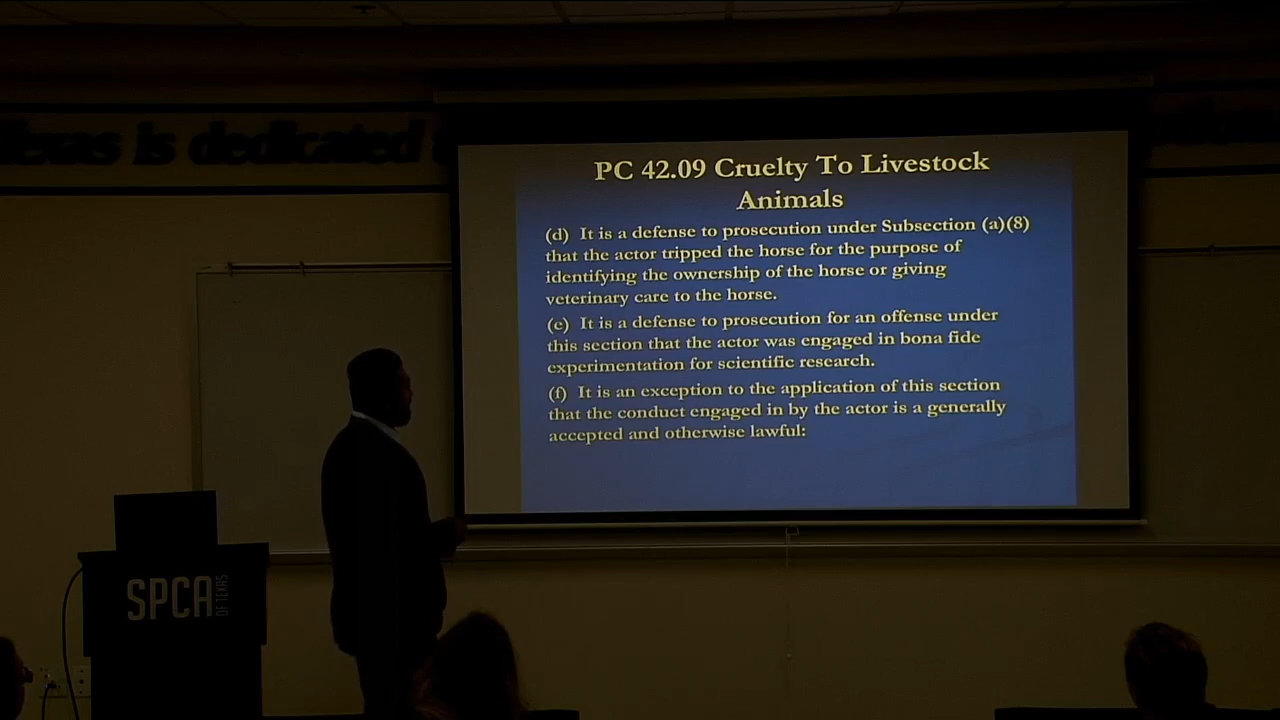 Texas is dedicated
PC 42.09 Cruelty To Livestock
Animals
(d) It is a defense to prosecution under Subsection (a)(8)
that the actor tripped the horse for the purpose of
identifying the ownership of the horse or giving
veterinary care to the horse.
(e) It is a defense to prosecution for an offense under
this section that the actor was engaged in bona fide
experimentation for scientific research.
(f) It is an exception to the application of this section
that the conduct engaged in by the actor is a generally
accepted and otherwise lawful:
SPCA
OF TEXAS